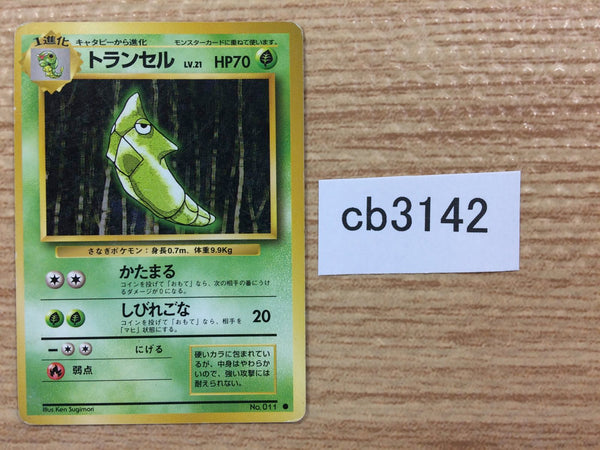 1進化 キャタピーから進化 モンスターカードに重ねて使います。
トランセル LV.21 HP70
さなぎポケモン:身長0.7m、体重9.9Kg
かたまる
コインを投げて「おもて」なら、次の相手の番にうけ
るダメージが0になる。
しびれごな 20
コインを投げて「おもて」なら、相手を
「マヒ」状態にする。
ー にげる
弱点
硬いカラに包まれてい
るが、中身はやわらか
いので、強い攻撃には
耐えられない。
Illus.Ken Sugimori No.011 ●
cb3142